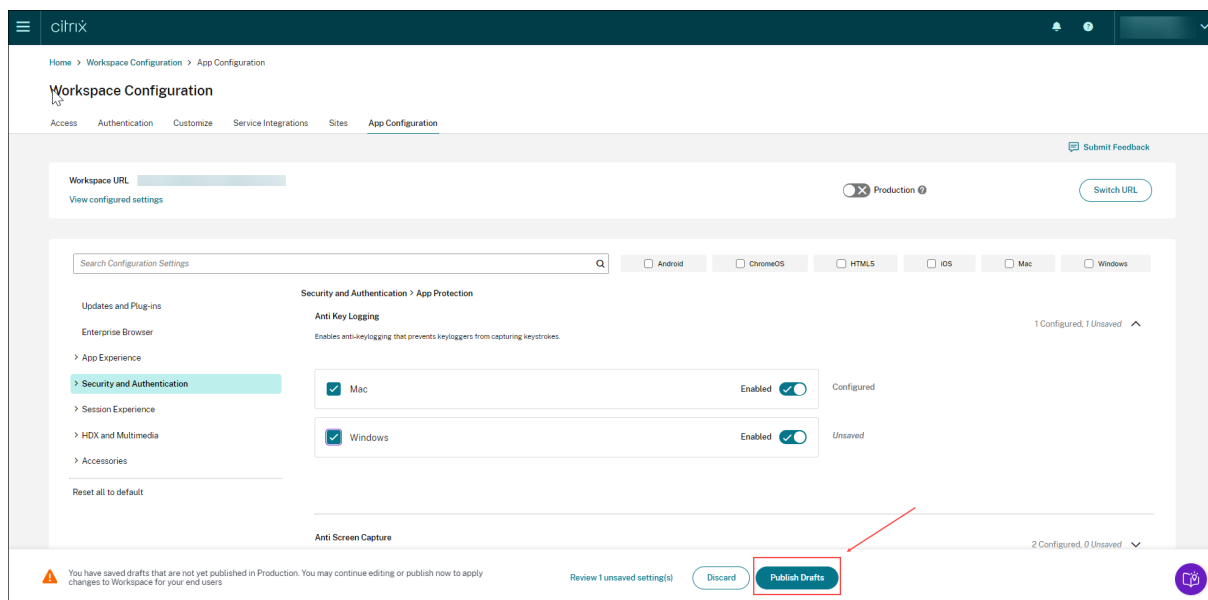 citrix
Home > Workspace Configuration > App Configuration
Workspace Configuration
Access Authentication Customize Service Integrations Sites App Configuration
Submit Feedback
Workspace URL
View configured settings
Production
Switch URL
Search Configuration Settings
Android ChromeOS HTML5 iOS Mac Windows
Updates and Plug-ins
Enterprise Browser
> App Experience
> Security and Authentication
> Session Experience
> HDX and Multimedia
> Accessories
Reset all to default
Security and Authentication > App Protection
Anti Key Logging
1 Configured, 1 Unsaved
Enables anti-keylogging that prevents keyloggers from capturing keystrokes.
Mac Enabled Configured
Windows Enabled Unsaved
Anti Screen Capture
2 Configured, 0 Unsaved
You have saved drafts that are not yet published in Production. You may continue editing or publish now to apply
changes to Workspace for your end users
Review 1 unsaved setting(s) Discard Publish Drafts